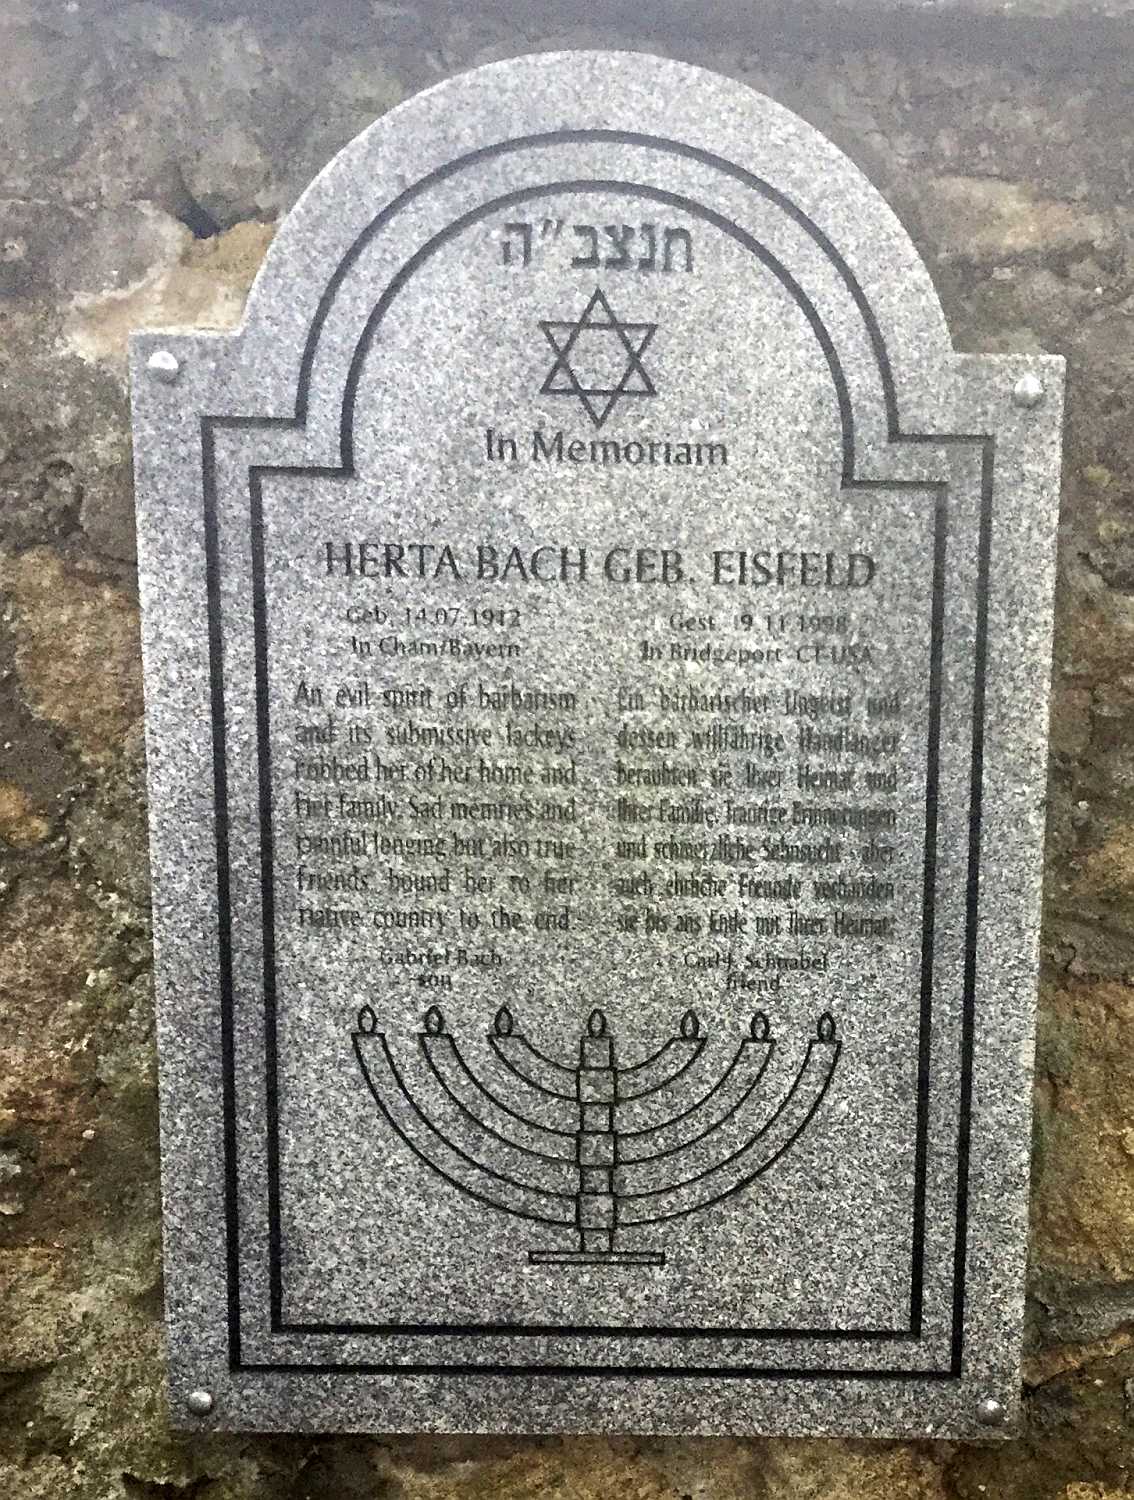 תנצב״ה
In Memoriam
HERTA BACH GEB. EISFELD
Geb. 14.07.1912
In Cham/Bayern
An evil spirit of barbarism
and its submissive lackeys
robbed her of her home and
her family. Sad memries and
painful longing but also true
friends bound her to her
native country to the end.
Gabriel Bach
son
Gest. 19.11.1998
In Bridgeport - CT-USA
Ein barbarischer Ungeist und
dessen willfährige Handlanger
beraubten sie Ihrer Heimat und
Ihrer Familie. Traurige Erinnerungen
und schmerzliche Sehnsucht - aber
auch ehrliche Freunde verbanden
sie bis ans Ende mit Ihrer Heimat.
Carl J. Schnabel
friend